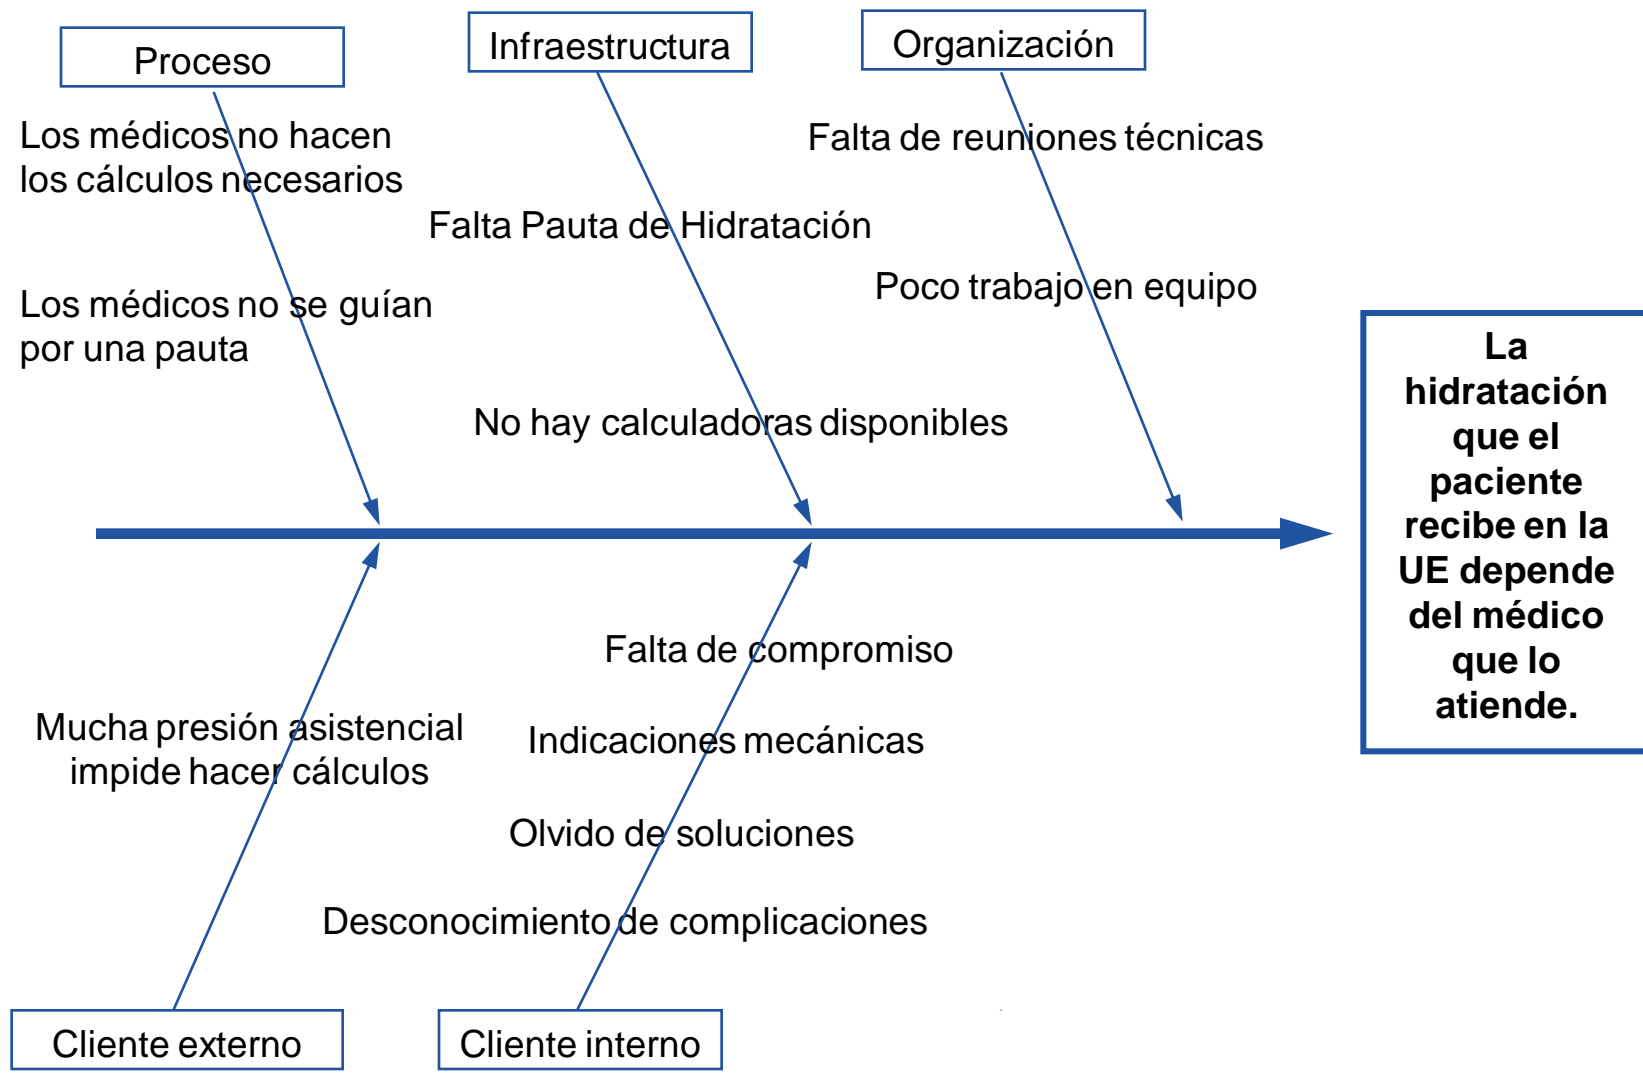 Proceso
Infraestructura
Organización
Los médicos no hacen
los cálculos necesarios
Falta de reuniones técnicas
Falta Pauta de Hidratación
Poco trabajo en equipo
Los médicos no se guían
por una pauta
No hay calculadoras disponibles
La
hidratación
que el
paciente
recibe en la
UE depende
del médico
que lo
atiende.
Falta de compromiso
Mucha presión asistencial
impide hacer cálculos
Indicaciones mecánicas
Olvido de soluciones
Desconocimiento de complicaciones
Cliente externo
Cliente interno